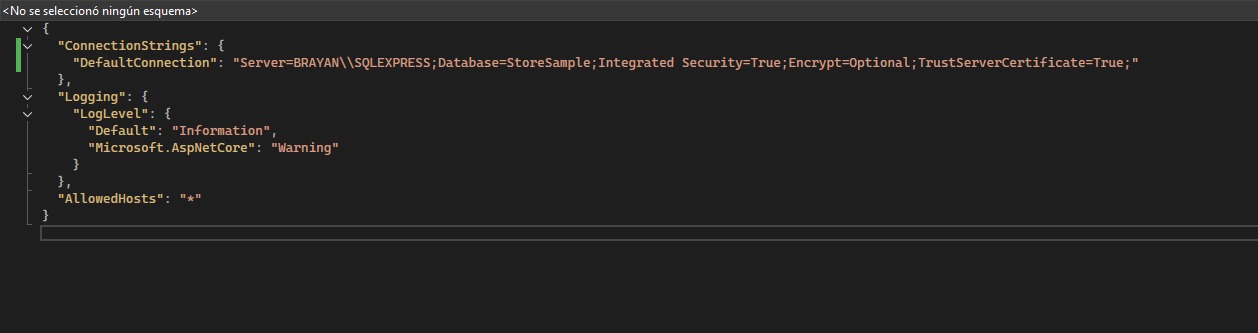 <No se seleccionó ningún esquema>
{
"ConnectionStrings": {
"DefaultConnection": "Server=BRAYAN\\SQLEXPRESS;Database=StoreSample;Integrated Security=True;Encrypt=Optional;TrustServerCertificate=True;"
},
"Logging": {
"LogLevel": {
"Default": "Information",
"Microsoft.AspNetCore": "Warning"
}
},
"AllowedHosts": "*"
}